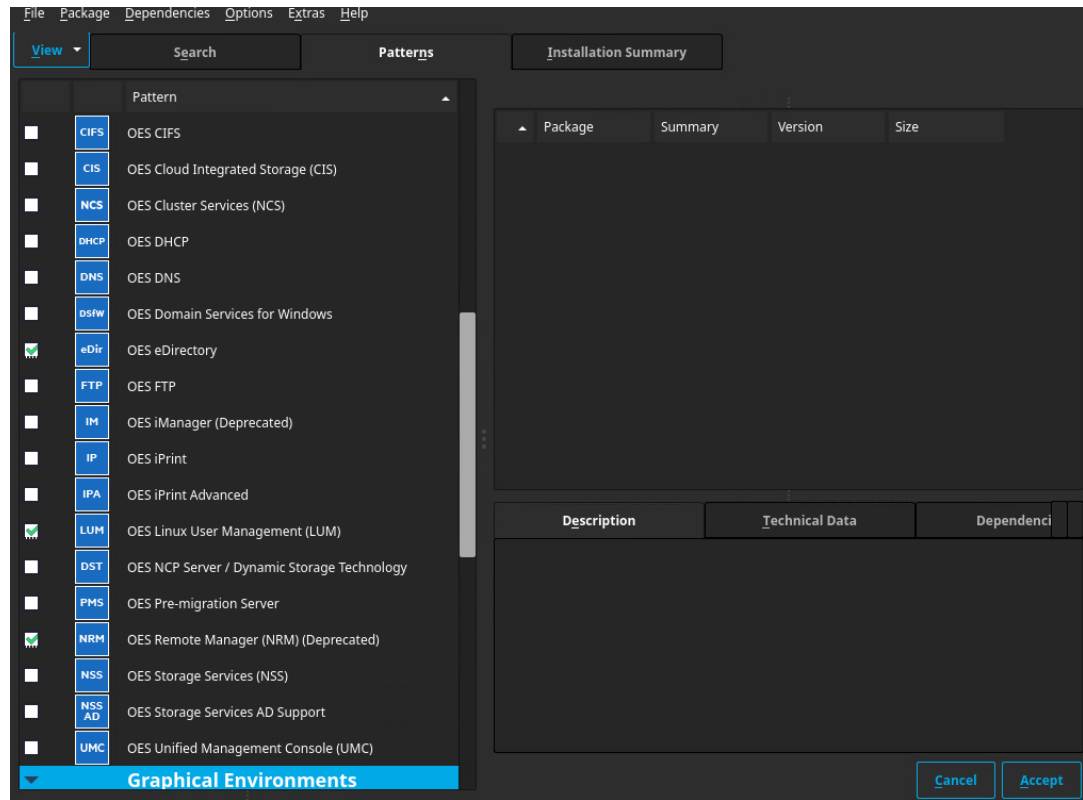 File Package Dependencies Options Extras Help
View Search Patterns Installation Summary
Pattern
CIFS OES CIFS
CIS OES Cloud Integrated Storage (CIS)
NCS OES Cluster Services (NCS)
DHCP OES DHCP
DNS OES DNS
DSfW OES Domain Services for Windows
eDir OES eDirectory
FTP OES FTP
IM OES iManager (Deprecated)
IP OES iPrint
IPA OES iPrint Advanced
LUM OES Linux User Management (LUM)
DST OES NCP Server / Dynamic Storage Technology
PMS OES Pre-migration Server
NRM OES Remote Manager (NRM) (Deprecated)
NSS OES Storage Services (NSS)
NSS AD OES Storage Services AD Support
UMC OES Unified Management Console (UMC)
Graphical Environments
Package Summary Version Size
Description Technical Data Dependenci
Cancel Accept